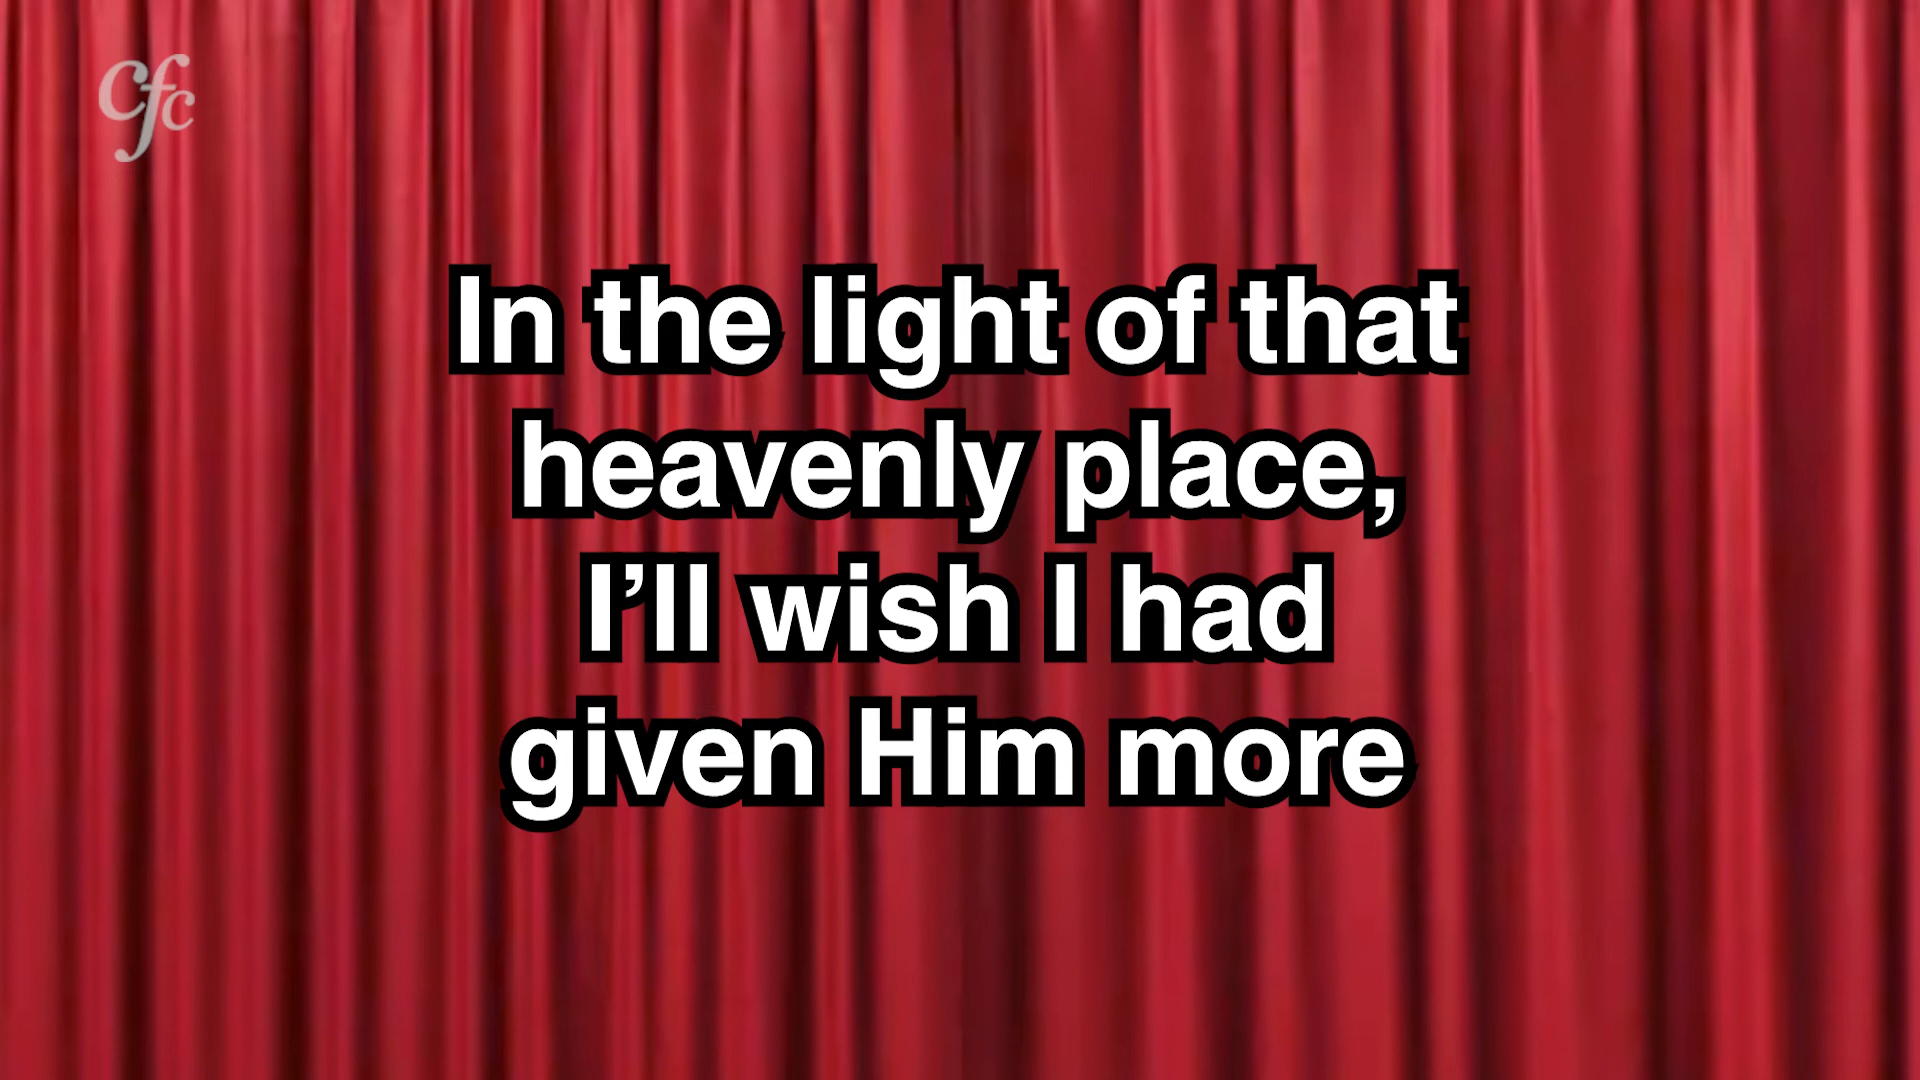 cfc
In the light of that
heavenly place,
I’ll wish I had
given Him more